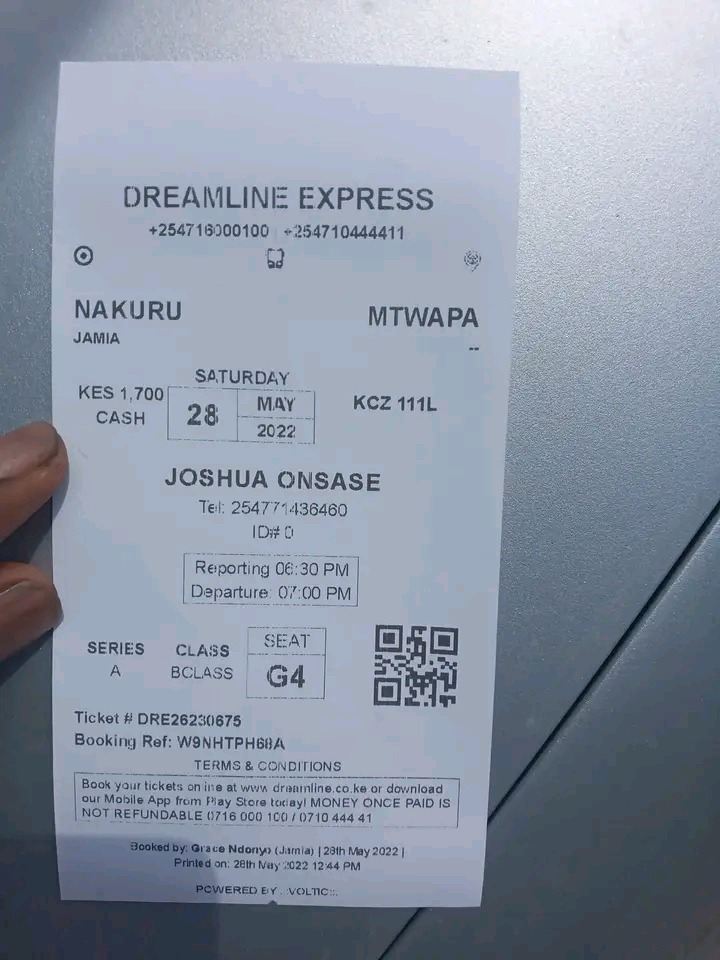 DREAMLINE EXPRESS
+254716000100 +254710444411
NAKURU MTWAPA
JAMIA --
SATURDAY
KES 1,700 CASH 28 MAY 2022 KCZ 111L
JOSHUA ONSASE
Tel: 254771436460
ID# 0
Reporting 06:30 PM
Departure: 07:00 PM
SERIES CLASS SEAT
A BCLASS G4
Ticket # DRE26230675
Booking Ref: W9NHTPH68A
TERMS & CONDITIONS
Book your tickets online at www.dreamline.co.ke or download
our Mobile App from Play Store today! MONEY ONCE PAID IS
NOT REFUNDABLE 0716 000 100 / 0710 444 41
Booked by: Grace Ndonyo (Jamia) | 28th May 2022 |
Printed on: 28th May 2022 12:44 PM
POWERED BY